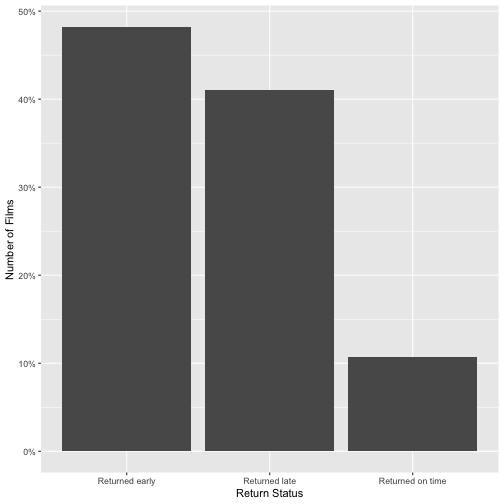 50%
40%
30%
20%
10%
0%
Number of Films
Returned early
Returned late
Returned on time
Return Status